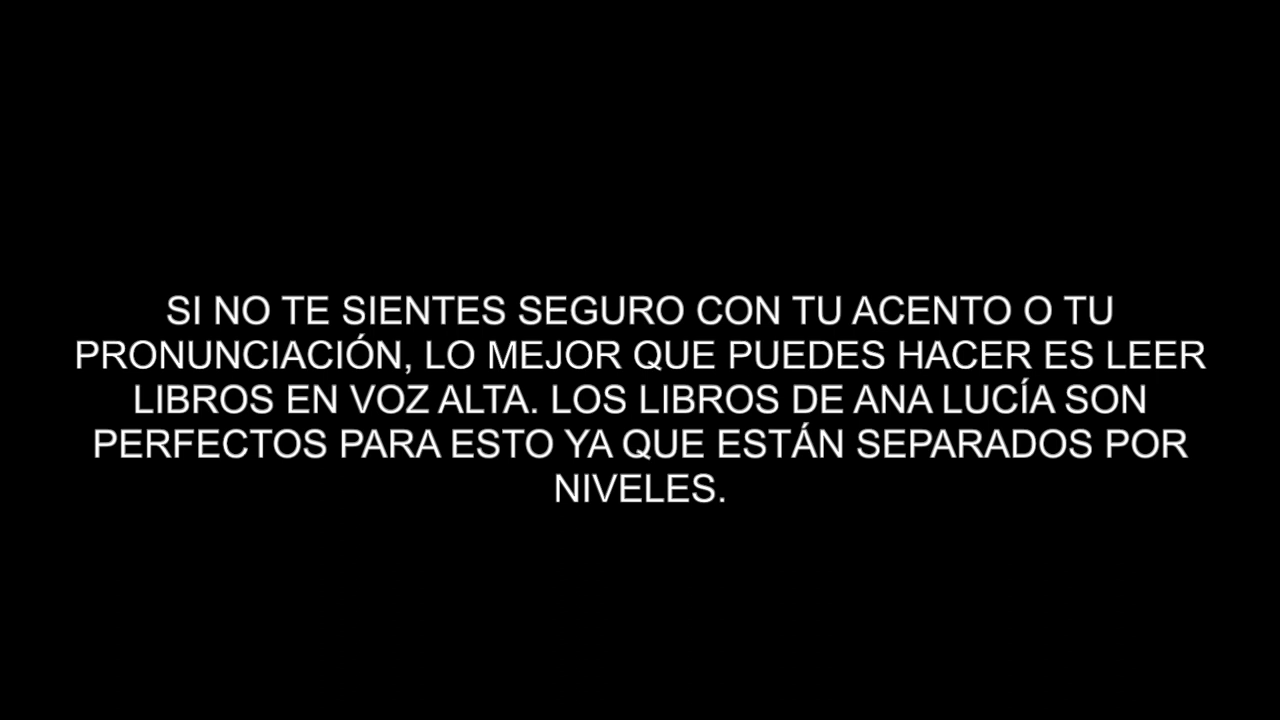 SI NO TE SIENTES SEGURO CON TU ACENTO O TU
PRONUNCIACIÓN, LO MEJOR QUE PUEDES HACER ES LEER
LIBROS EN VOZ ALTA. LOS LIBROS DE ANA LUCÍA SON
PERFECTOS PARA ESTO YA QUE ESTÁN SEPARADOS POR
NIVELES.